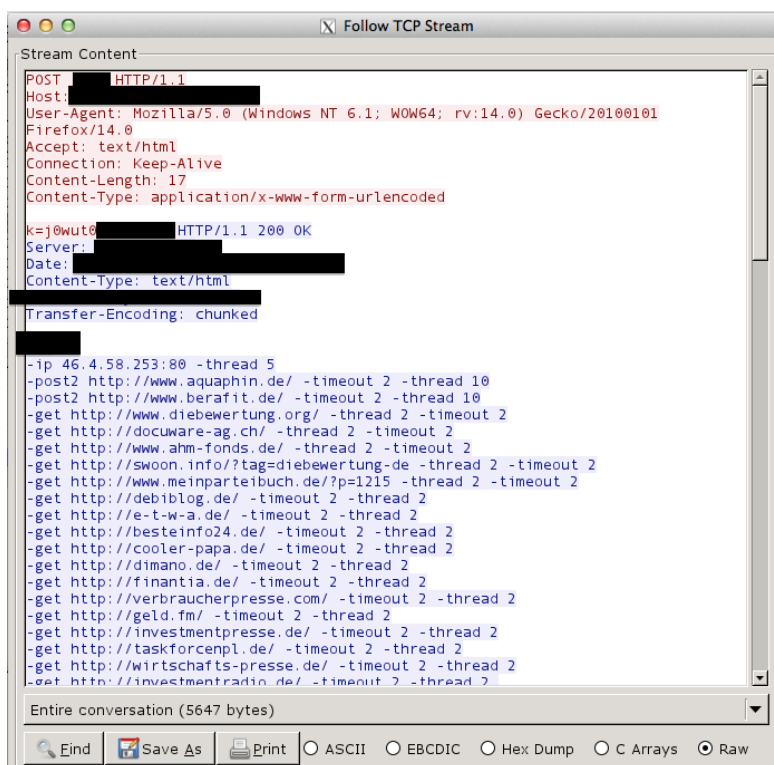 Follow TCP Stream
Stream Content
POST HTTP/1.1
Host:
User-Agent: Mozilla/5.0 (Windows NT 6.1; WOW64; rv:14.0) Gecko/20100101
Firefox/14.0
Accept: text/html
Connection: Keep-Alive
Content-Length: 17
Content-Type: application/x-www-form-urlencoded
k=j0wut0 HTTP/1.1 200 OK
Server:
Date:
Content-Type: text/html
Transfer-Encoding: chunked
-ip 46.4.58.253:80 -thread 5
-post2 http://www.aquaphin.de/ -timeout 2 -thread 10
-post2 http://www.berafit.de/ -timeout 2 -thread 10
-get http://www.diebewertung.org/ -thread 2 -timeout 2
-get http://docuware-ag.ch/ -thread 2 -timeout 2
-get http://www.ahm-fonds.de/ -thread 2 -timeout 2
-get http://swoon.info/?tag=diebewertung-de -thread 2 -timeout 2
-get http://www.meinparteibuch.de/?p=1215 -thread 2 -timeout 2
-get http://debiblog.de/ -timeout 2 -thread 2
-get http://e-t-w-a.de/ -timeout 2 -thread 2
-get http://besteinfo24.de/ -timeout 2 -thread 2
-get http://cooler-papa.de/ -timeout 2 -thread 2
-get http://dimano.de/ -timeout 2 -thread 2
-get http://finantia.de/ -timeout 2 -thread 2
-get http://verbraucherpresse.com/ -timeout 2 -thread 2
-get http://geld.fm/ -timeout 2 -thread 2
-get http://investmentpresse.de/ -timeout 2 -thread 2
-get http://taskforcenpl.de/ -timeout 2 -thread 2
-get http://wirtschafts-presse.de/ -timeout 2 -thread 2
-get http://investmentradio.de/ -timeout 2 -thread 2
Entire conversation (5647 bytes)
Find Save As Print ASCII EBCDIC Hex Dump C Arrays Raw